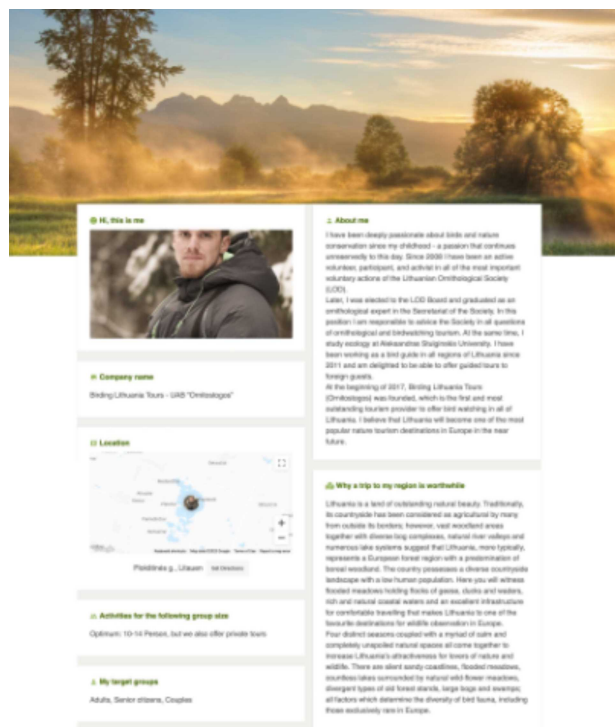 Hi, this is me
Company name
Birding Lithuania Tours - UAB "Ornitostogos"
Location
Activities for the following group size
Optimum: 10-14 Person, but we also offer private tours
My target groups
Adults, Senior citizens, Couples
About me
I have been deeply passionate about birds and nature
conservation since my childhood - a passion that continues
unreservedly to this day. Since 2008 I have been an active
volunteer, participant, and activist in all of the most important
voluntary actions of the Lithuanian Ornithological Society
(LOD).
Later, I was elected to the LOD Board and graduated as an
ornithological expert in the Secretariat of the Society. In this
position I am responsible to advice the Society in all questions
of ornithological and birdwatching tourism. At the same time, I
study ecology at Aleksandras Stulginskis University. I have
been working as a bird guide in all regions of Lithuania since
2011 and am delighted to be able to offer guided tours to
foreign guests.
At the beginning of 2017, Birding Lithuania Tours
(Ornitostogos) was founded, which is the first and most
outstanding tourism provider to offer bird watching in all of
Lithuania. I believe that Lithuania will become one of the most
popular nature tourism destinations in Europe in the near
future.
Why a trip to my region is worthwhile
Lithuania is a land of outstanding natural beauty. Traditionally,
its countryside has been considered as agricultural by many
from outside its borders; however, vast woodland areas
together with diverse bog complexes, natural river valleys and
numerous lake systems suggest that Lithuania, more typically,
represents a European forest region with a predomination of
boreal woodland. The country possesses a diverse countryside
landscape with a low human population. Here you will witness
flooded meadows holding flocks of geese, ducks and waders,
rich and natural coastal waters and an excellent infrastructure
for comfortable travelling that makes Lithuania to one of the
favourite destinations for wildlife observation in Europe.
Four distinct seasons coupled with a myriad of calm and
completely unspoiled natural spaces all come together to
increase Lithuania's attractiveness for lovers of nature and
wildlife. There are silent sandy coastlines, flooded meadows,
countless lakes surrounded by natural wild-flower meadows,
divergent types of old forest stands, large bogs and swamps;
all factors which determine the diversity of bird fauna, including
those exclusively rare in Europe.